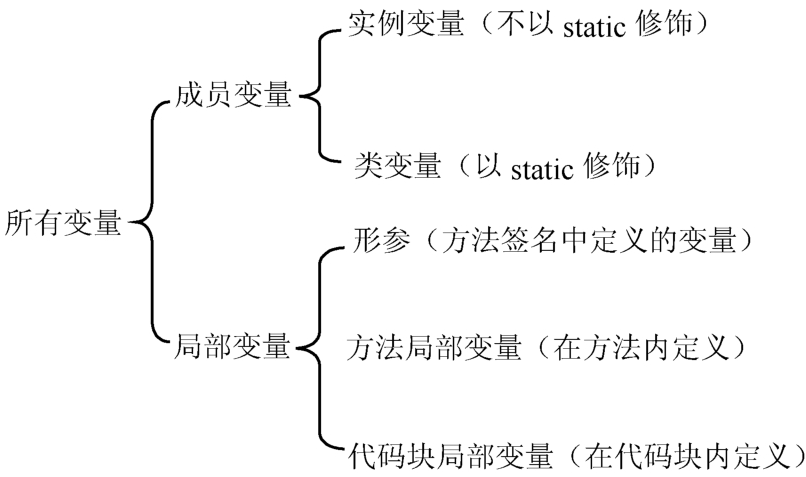 所有变量
成员变量
实例变量（不以 static 修饰）
类变量（以 static 修饰）
局部变量
形参（方法签名中定义的变量）
方法局部变量（在方法内定义）
代码块局部变量（在代码块内定义）